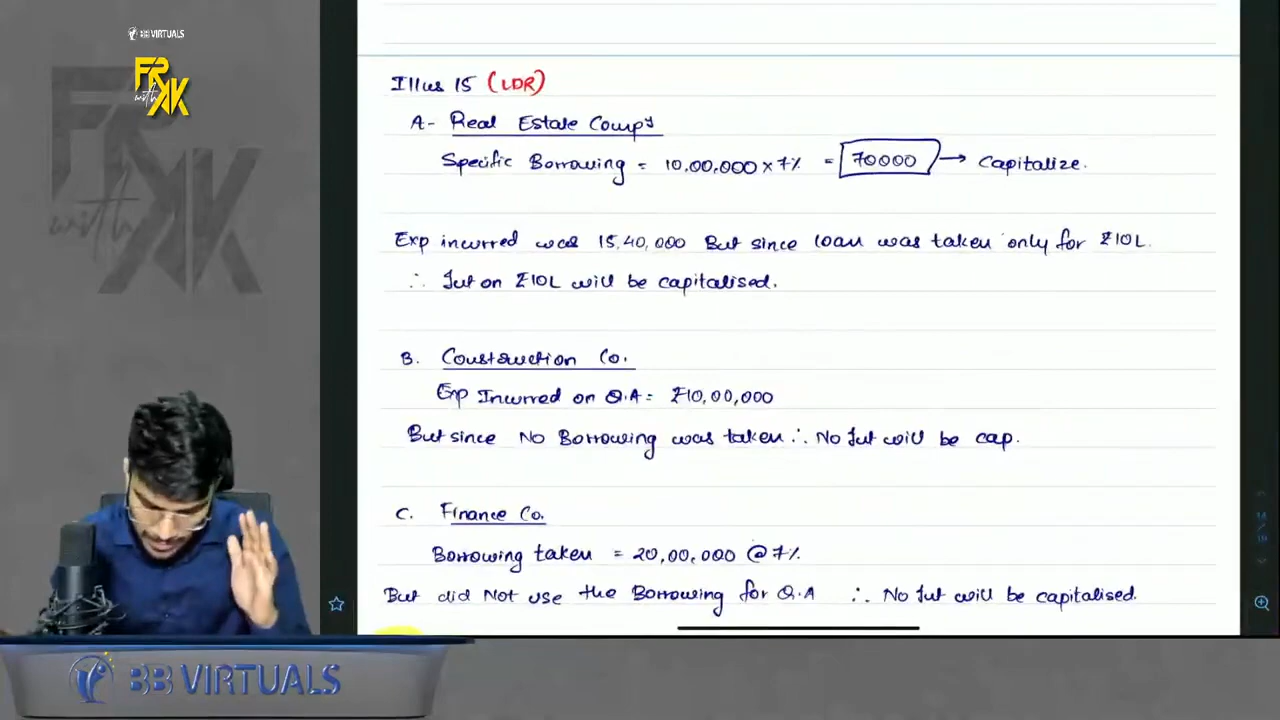 BB VIRTUALS
FR
with AK
Illus 15 (LDR)
A- Real Estate Comp^y
Specific Borrowing = 10,00,000 x 7% = 70000 → Capitalize.
Exp incurred was 15,40,000 But since loan was taken only for ₹10L.
∴ Int on ₹10L will be capitalised.
B. Construction Co.
Exp Incurred on Q.A = ₹10,00,000
But since No Borrowing was taken ∴ No Int will be cap.
C. Finance Co.
Borrowing taken = 20,00,000 @ 7%
But did Not use the Borrowing for Q.A ∴ No Int will be capitalised.
BB VIRTUALS